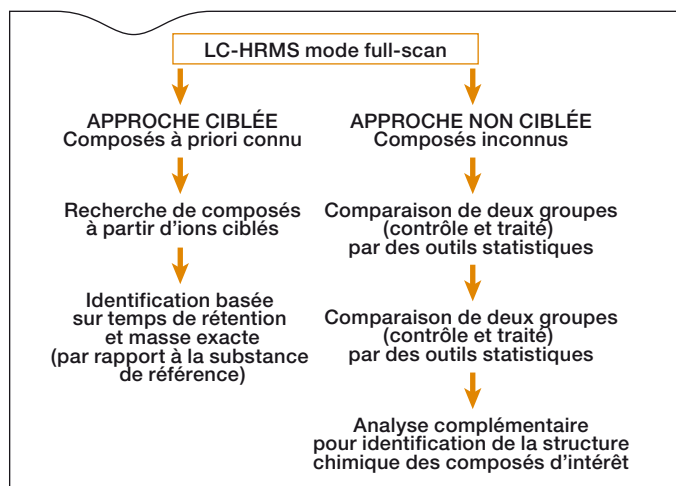 LC-HRMS mode full-scan
APPROCHE CIBLÉE
Composés à priori connu
Recherche de composés
à partir d'ions ciblés
Identification basée
sur temps de rétention
et masse exacte
(par rapport à la substance
de référence)
APPROCHE NON CIBLÉE
Composés inconnus
Comparaison de deux groupes
(contrôle et traité)
par des outils statistiques
Comparaison de deux groupes
(contrôle et traité)
par des outils statistiques
Analyse complémentaire
pour identification de la structure
chimique des composés d'intérêt